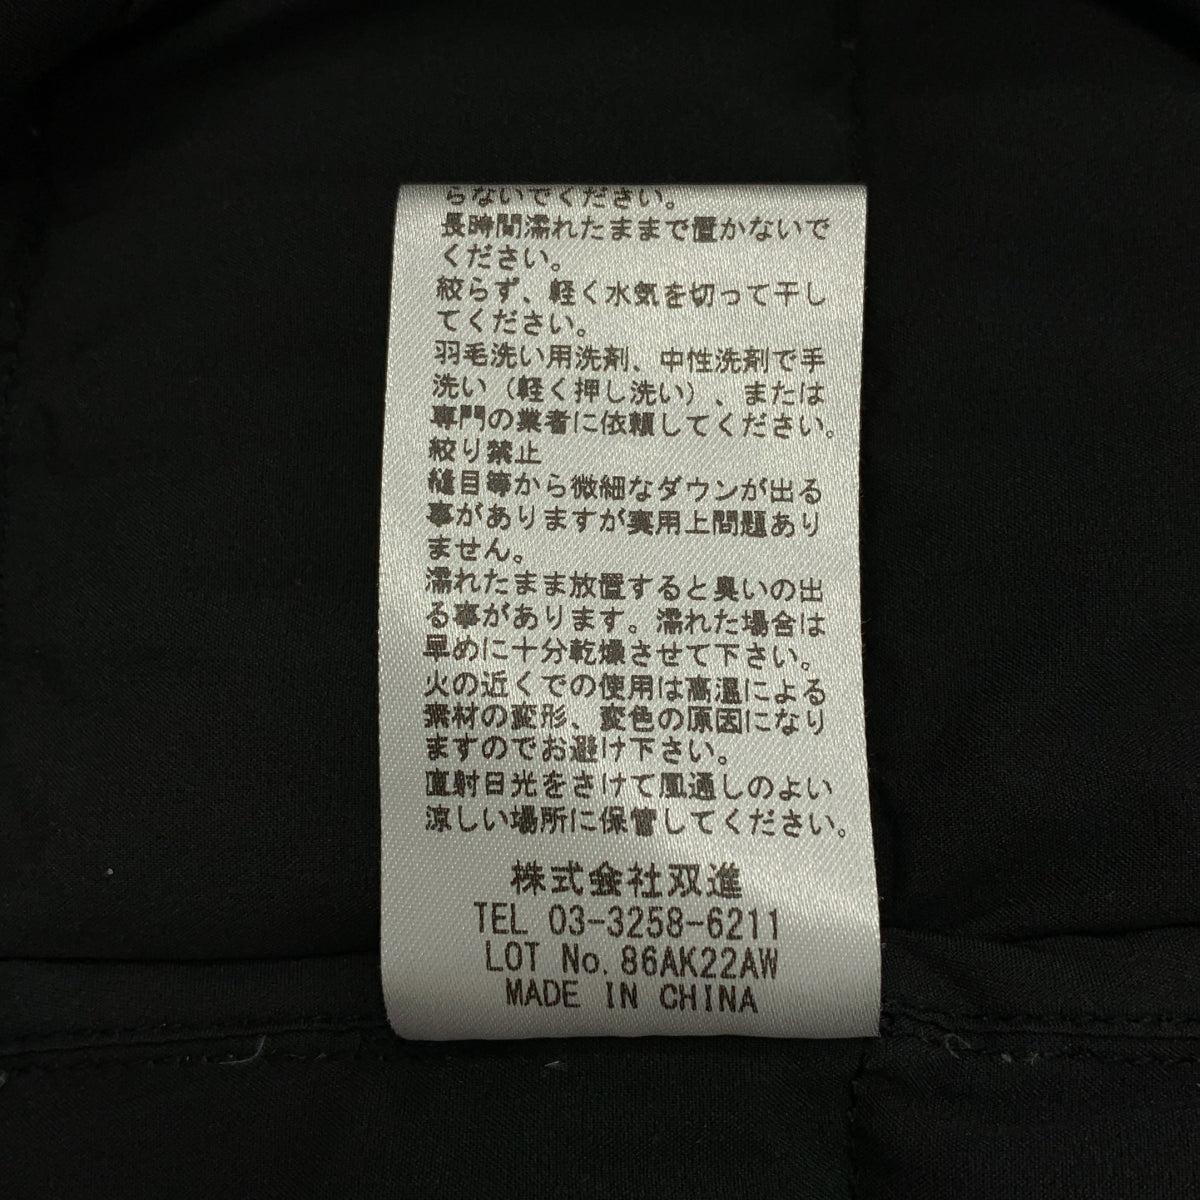 らないでください。
長時間濡れたままで置かないで
ください。
絞らず、軽く水気を切って干し
てください。
羽毛洗い用洗剤、中性洗剤で手
洗い（軽く押し洗い）、または
専門の業者に依頼してください。
絞り禁止
縫目等から微細なダウンが出る
事がありますが実用上問題あり
ません。
濡れたまま放置すると臭いの出
る事があります。濡れた場合は
早めに十分乾燥させて下さい。
火の近くでの使用は高温による
素材の変形、変色の原因になり
ますのでお避け下さい。
直射日光をさけて風通しのよい
涼しい場所に保管してください。
株式会社双進
TEL 03-3258-6211
LOT No. 86AK22AW
MADE IN CHINA